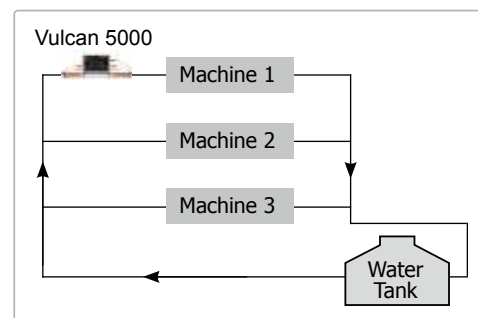 Vulcan 5000
Machine 1
Machine 2
Machine 3
Water
Tank